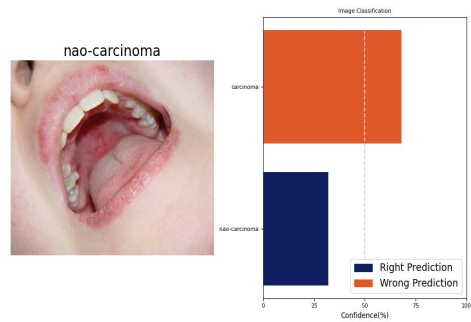 nao-carcinoma
Image Classification
carcinoma
nao-carcinoma
Right Prediction
Wrong Prediction
0
25
50
75
100
Confidence(%)